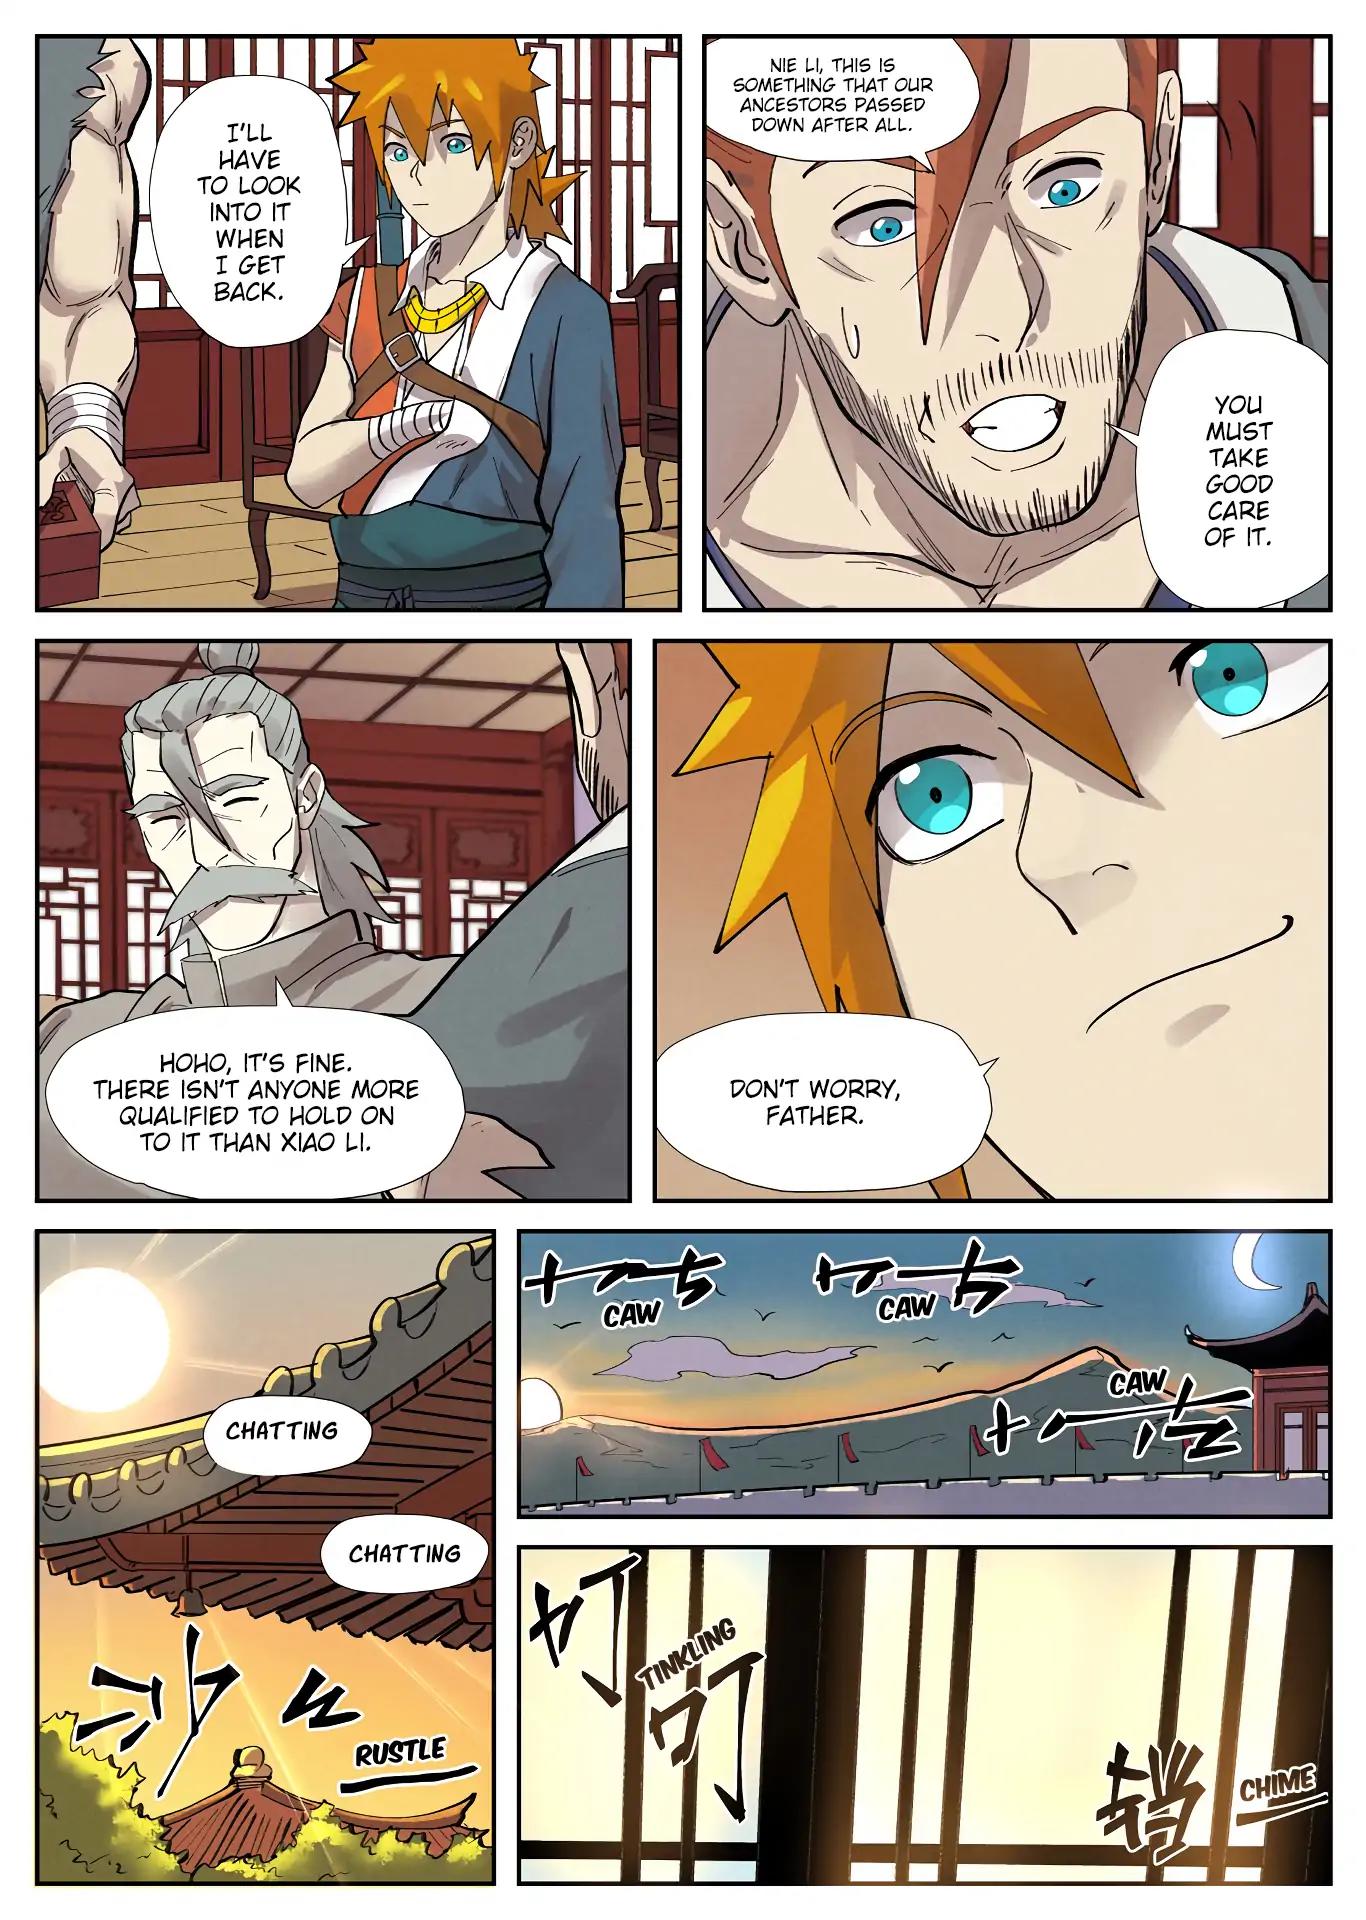 I'LL
HAVE
TO LOOK
INTO IT
WHEN
I GET
BACK.
NIE LI, THIS IS
SOMETHING THAT OUR
ANCESTORS PASSED
DOWN AFTER ALL.
YOU
MUST
TAKE
GOOD
CARE
OF IT.
HOHO, IT'S FINE.
THERE ISN'T ANYONE MORE
QUALIFIED TO HOLD ON
TO IT THAN XIAO LI.
DON'T WORRY,
FATHER.
CHATTING
CHATTING
沙
RUSTLE
CAW
CAW
CAW
叮
TINKLING
叮
CHIME